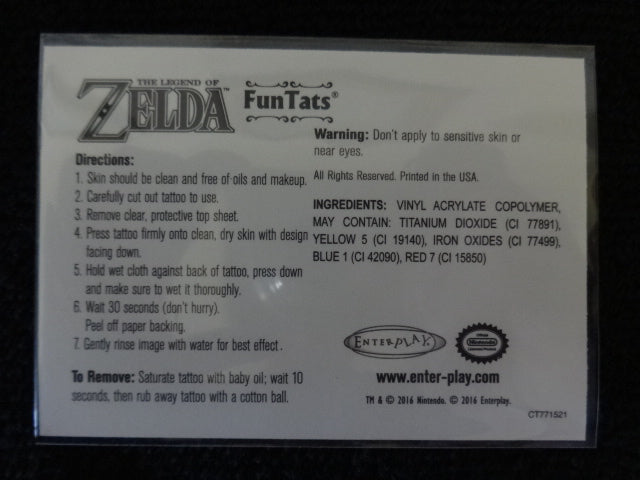 THE LEGEND OF
ZELDA™
FunTats®
Warning: Don't apply to sensitive skin or
near eyes.
All Rights Reserved. Printed in the USA.
INGREDIENTS: VINYL ACRYLATE COPOLYMER,
MAY CONTAIN: TITANIUM DIOXIDE (CI 77891),
YELLOW 5 (CI 19140), IRON OXIDES (CI 77499),
BLUE 1 (CI 42090), RED 7 (CI 15850)
Directions:
1. Skin should be clean and free of oils and makeup.
2. Carefully cut out tattoo to use.
3. Remove clear, protective top sheet.
4. Press tattoo firmly onto clean, dry skin with design
facing down.
5. Hold wet cloth against back of tattoo, press down
and make sure to wet it thoroughly.
6. Wait 30 seconds (don't hurry).
Peel off paper backing.
7. Gently rinse image with water for best effect.
To Remove: Saturate tattoo with baby oil; wait 10
seconds, then rub away tattoo with a cotton ball.
ENTERPLAY
Official
Nintendo
Licensed Product
www.enter-play.com
TM & © 2016 Nintendo. © 2016 Enterplay.
CT771521